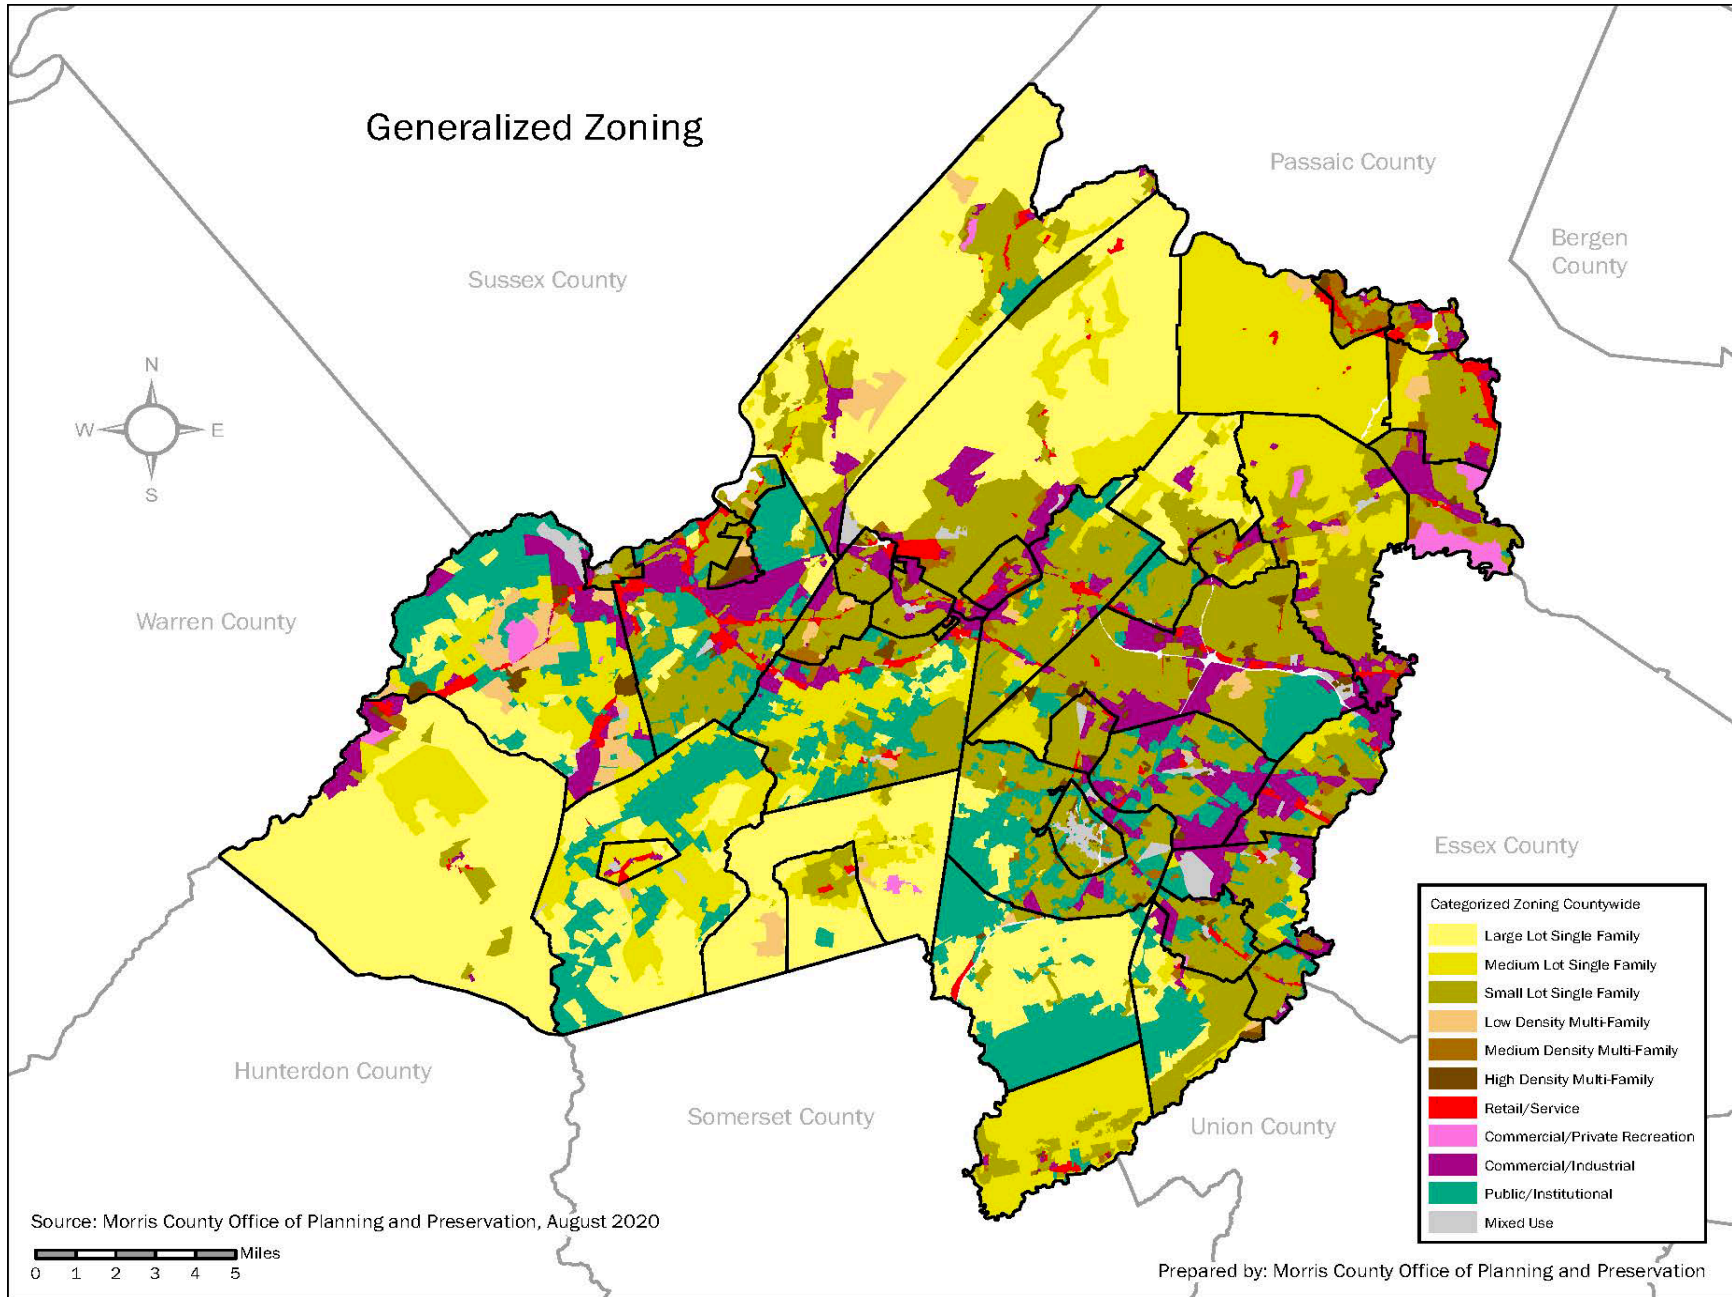 Generalized Zoning
Passaic County
Bergen
County
Sussex County
N
W
E
S
Warren County
Essex County
Hunterdon County
Somerset County
Union County
Categorized Zoning Countywide
Large Lot Single Family
Medium Lot Single Family
Small Lot Single Family
Low Density Multi-Family
Medium Density Multi-Family
High Density Multi-Family
Retail/Service
Commercial/Private Recreation
Commercial/Industrial
Public/Institutional
Mixed Use
Source: Morris County Office of Planning and Preservation, August 2020
Miles
0 1 2 3 4 5
Prepared by: Morris County Office of Planning and Preservation